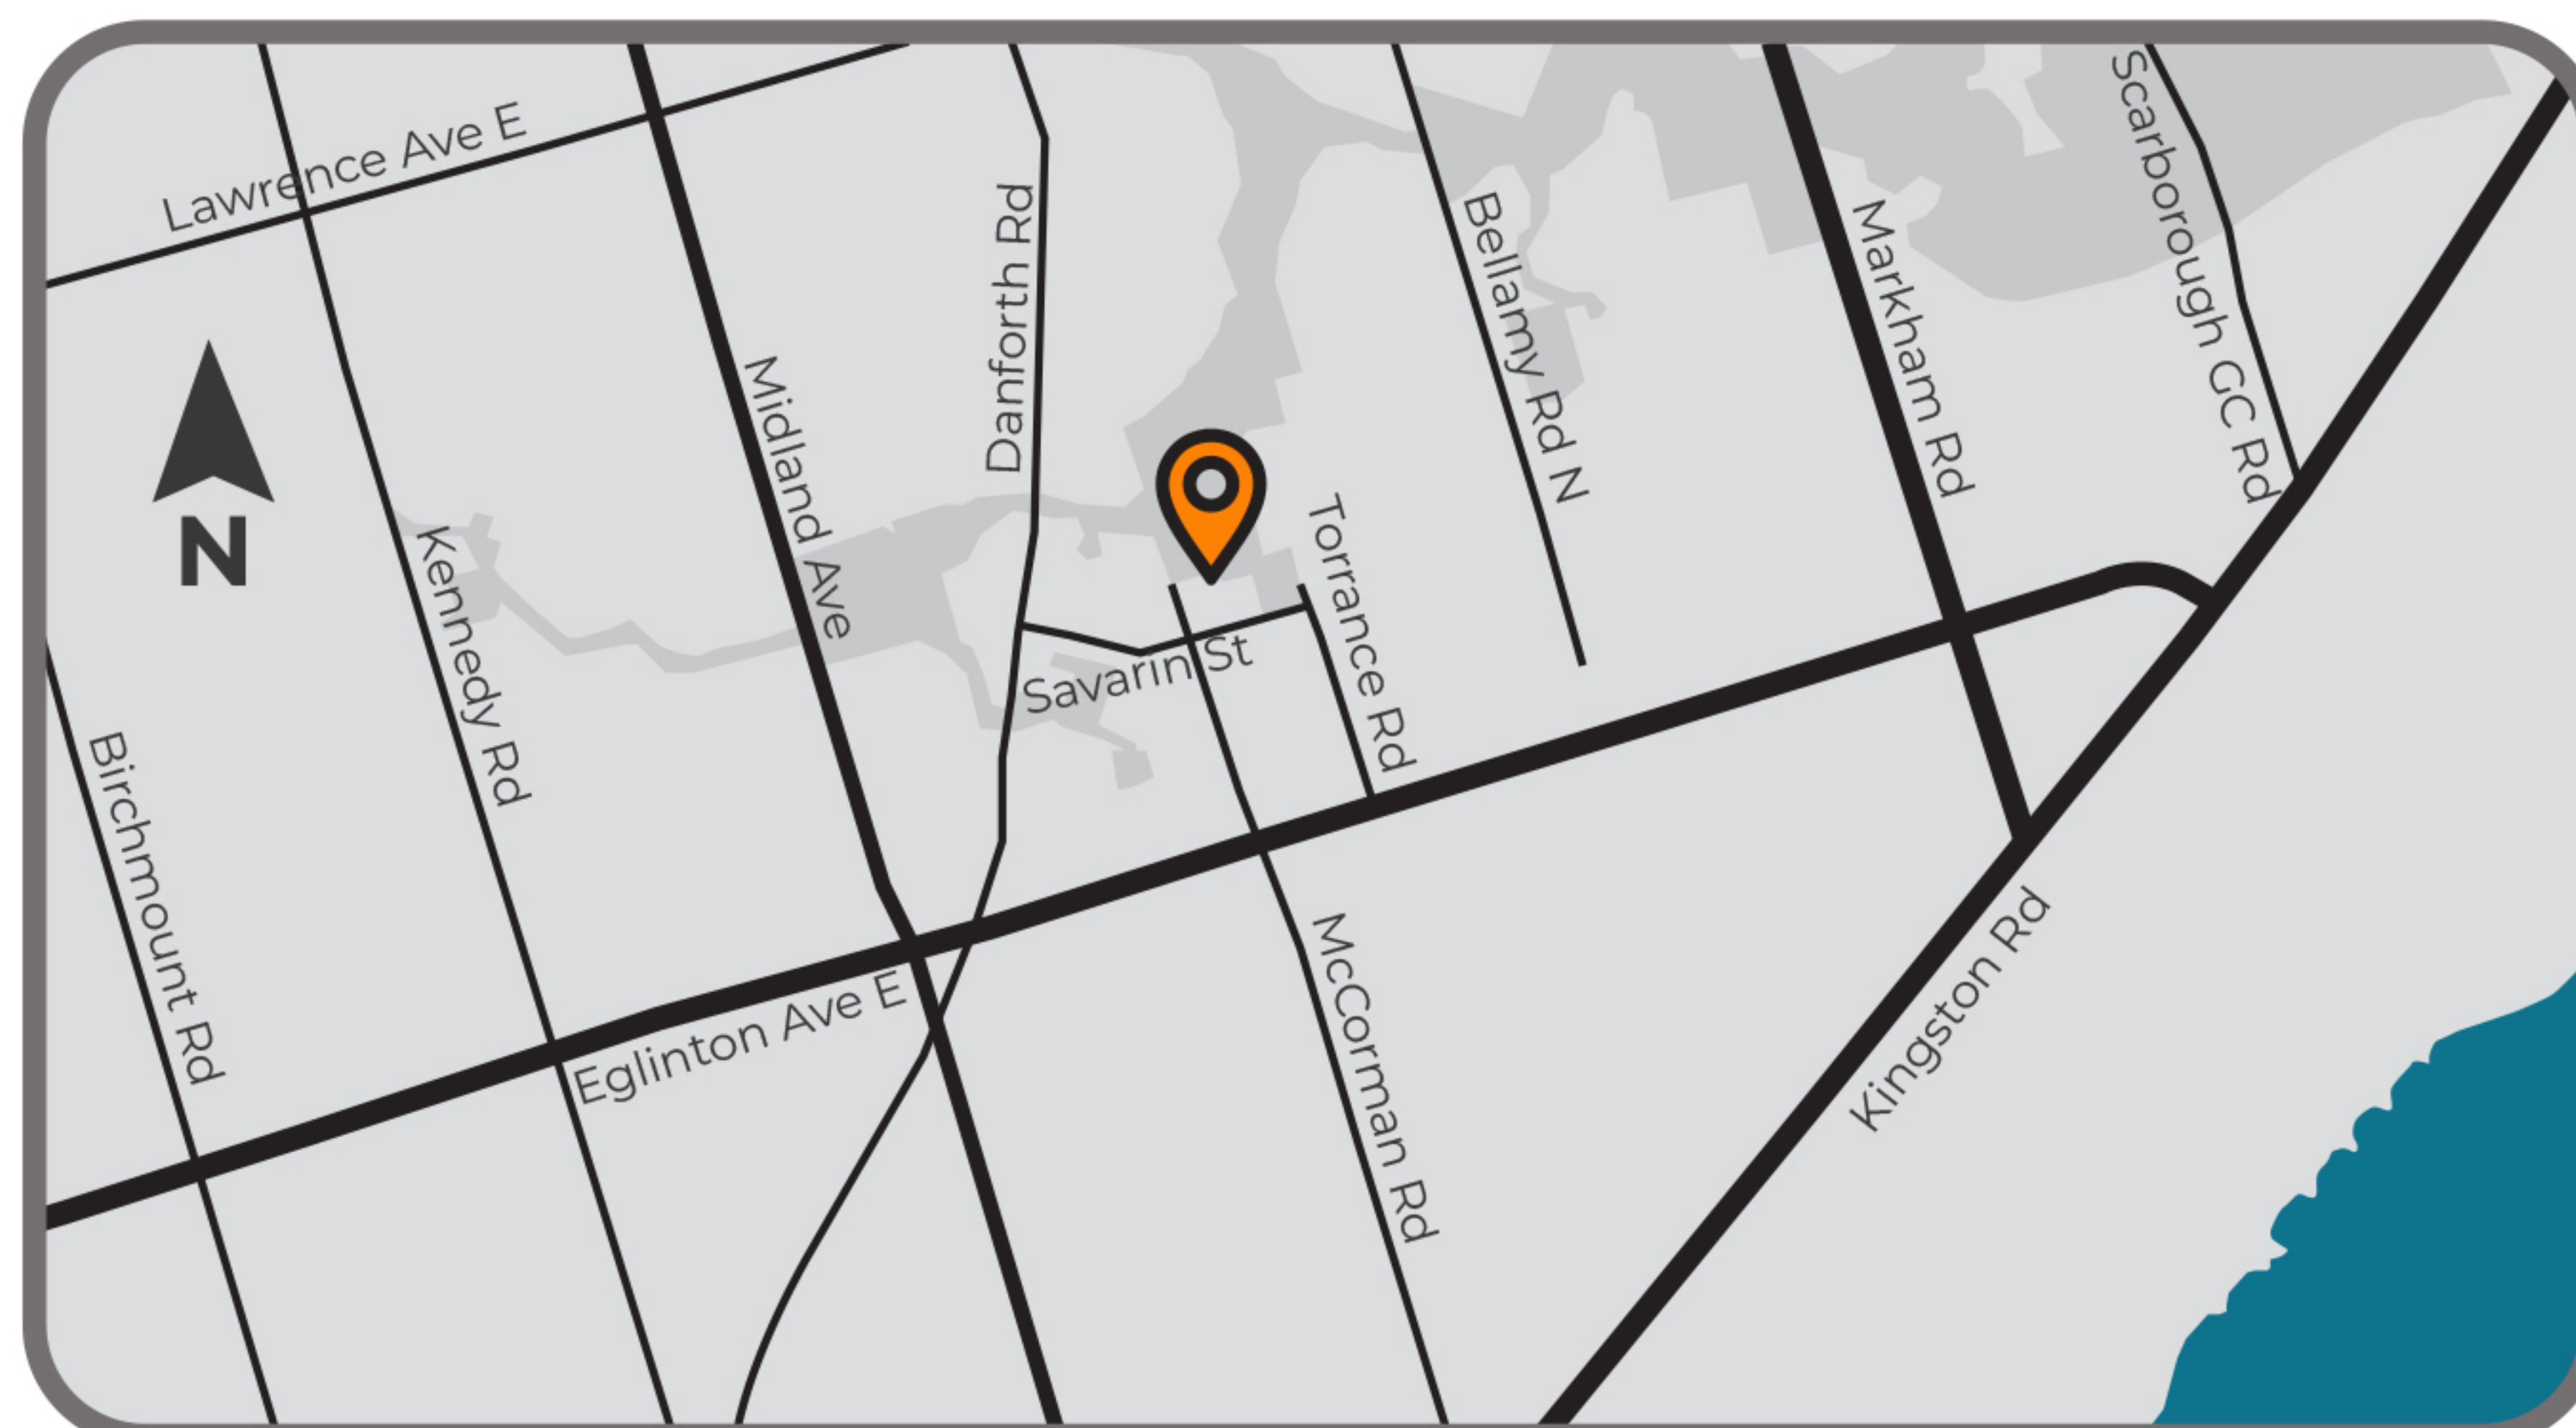 Lawrence Ave E
Scarborough GC Rd
Danforth Rd
Bellamy Rd N
Markham Rd
Midland Ave
N
Kennedy Rd
Torrance Rd
Savarin St
Birchmount Rd
Eglinton Ave E
McCorman Rd
Kingston Rd